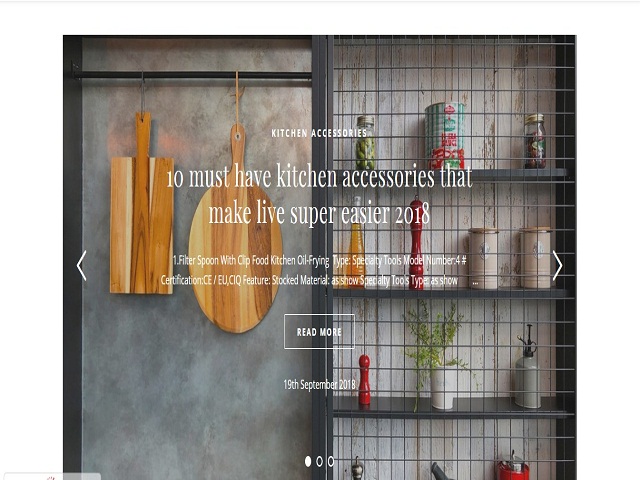 KITCHEN ACCESSORIES
10 must have kitchen accessories that
make live super easier 2018
1.Filter Spoon With Clip Food Kitchen Oil-Frying Type: Specialty Tools Model Number:4 #
Certification:CE / EU,CIQ Feature: Stocked Material: as show Specialty Tools Type: as show ...
READ MORE
19th September 2018